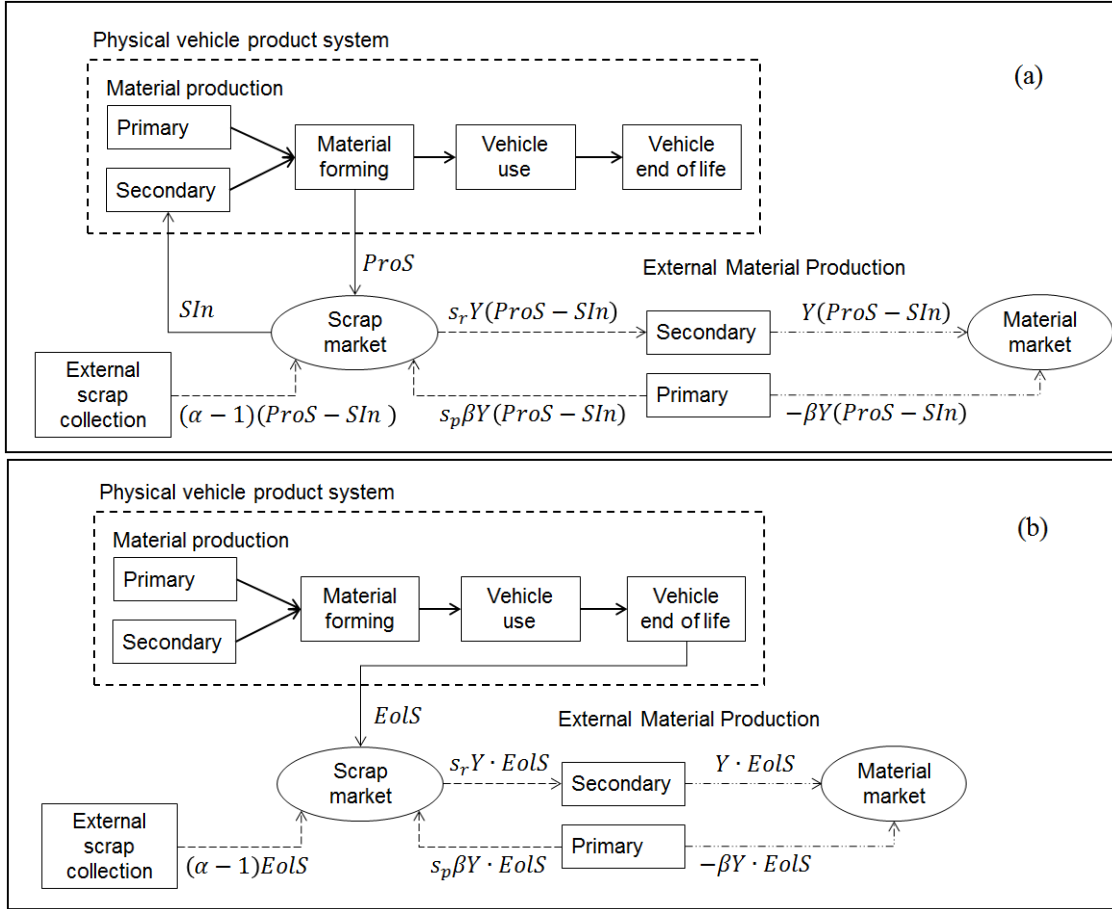 Physical vehicle product system
(a)
Material production
Primary
Secondary
Material
forming
Vehicle
use
Vehicle
end of life
SIn
ProS
External Material Production
Scrap
market
s_rY(ProS − SIn)
Secondary
Y(ProS − SIn)
Material
market
External
scrap
collection
(α − 1)(ProS − SIn )
s_pβY(ProS − SIn)
Primary
−βY(ProS − SIn)
Physical vehicle product system
(b)
Material production
Primary
Secondary
Material
forming
Vehicle
use
Vehicle
end of life
EolS
External Material Production
Scrap
market
s_rY · EolS
Secondary
Y · EolS
Material
market
External
scrap
collection
(α − 1)EolS
s_pβY · EolS
Primary
−βY · EolS